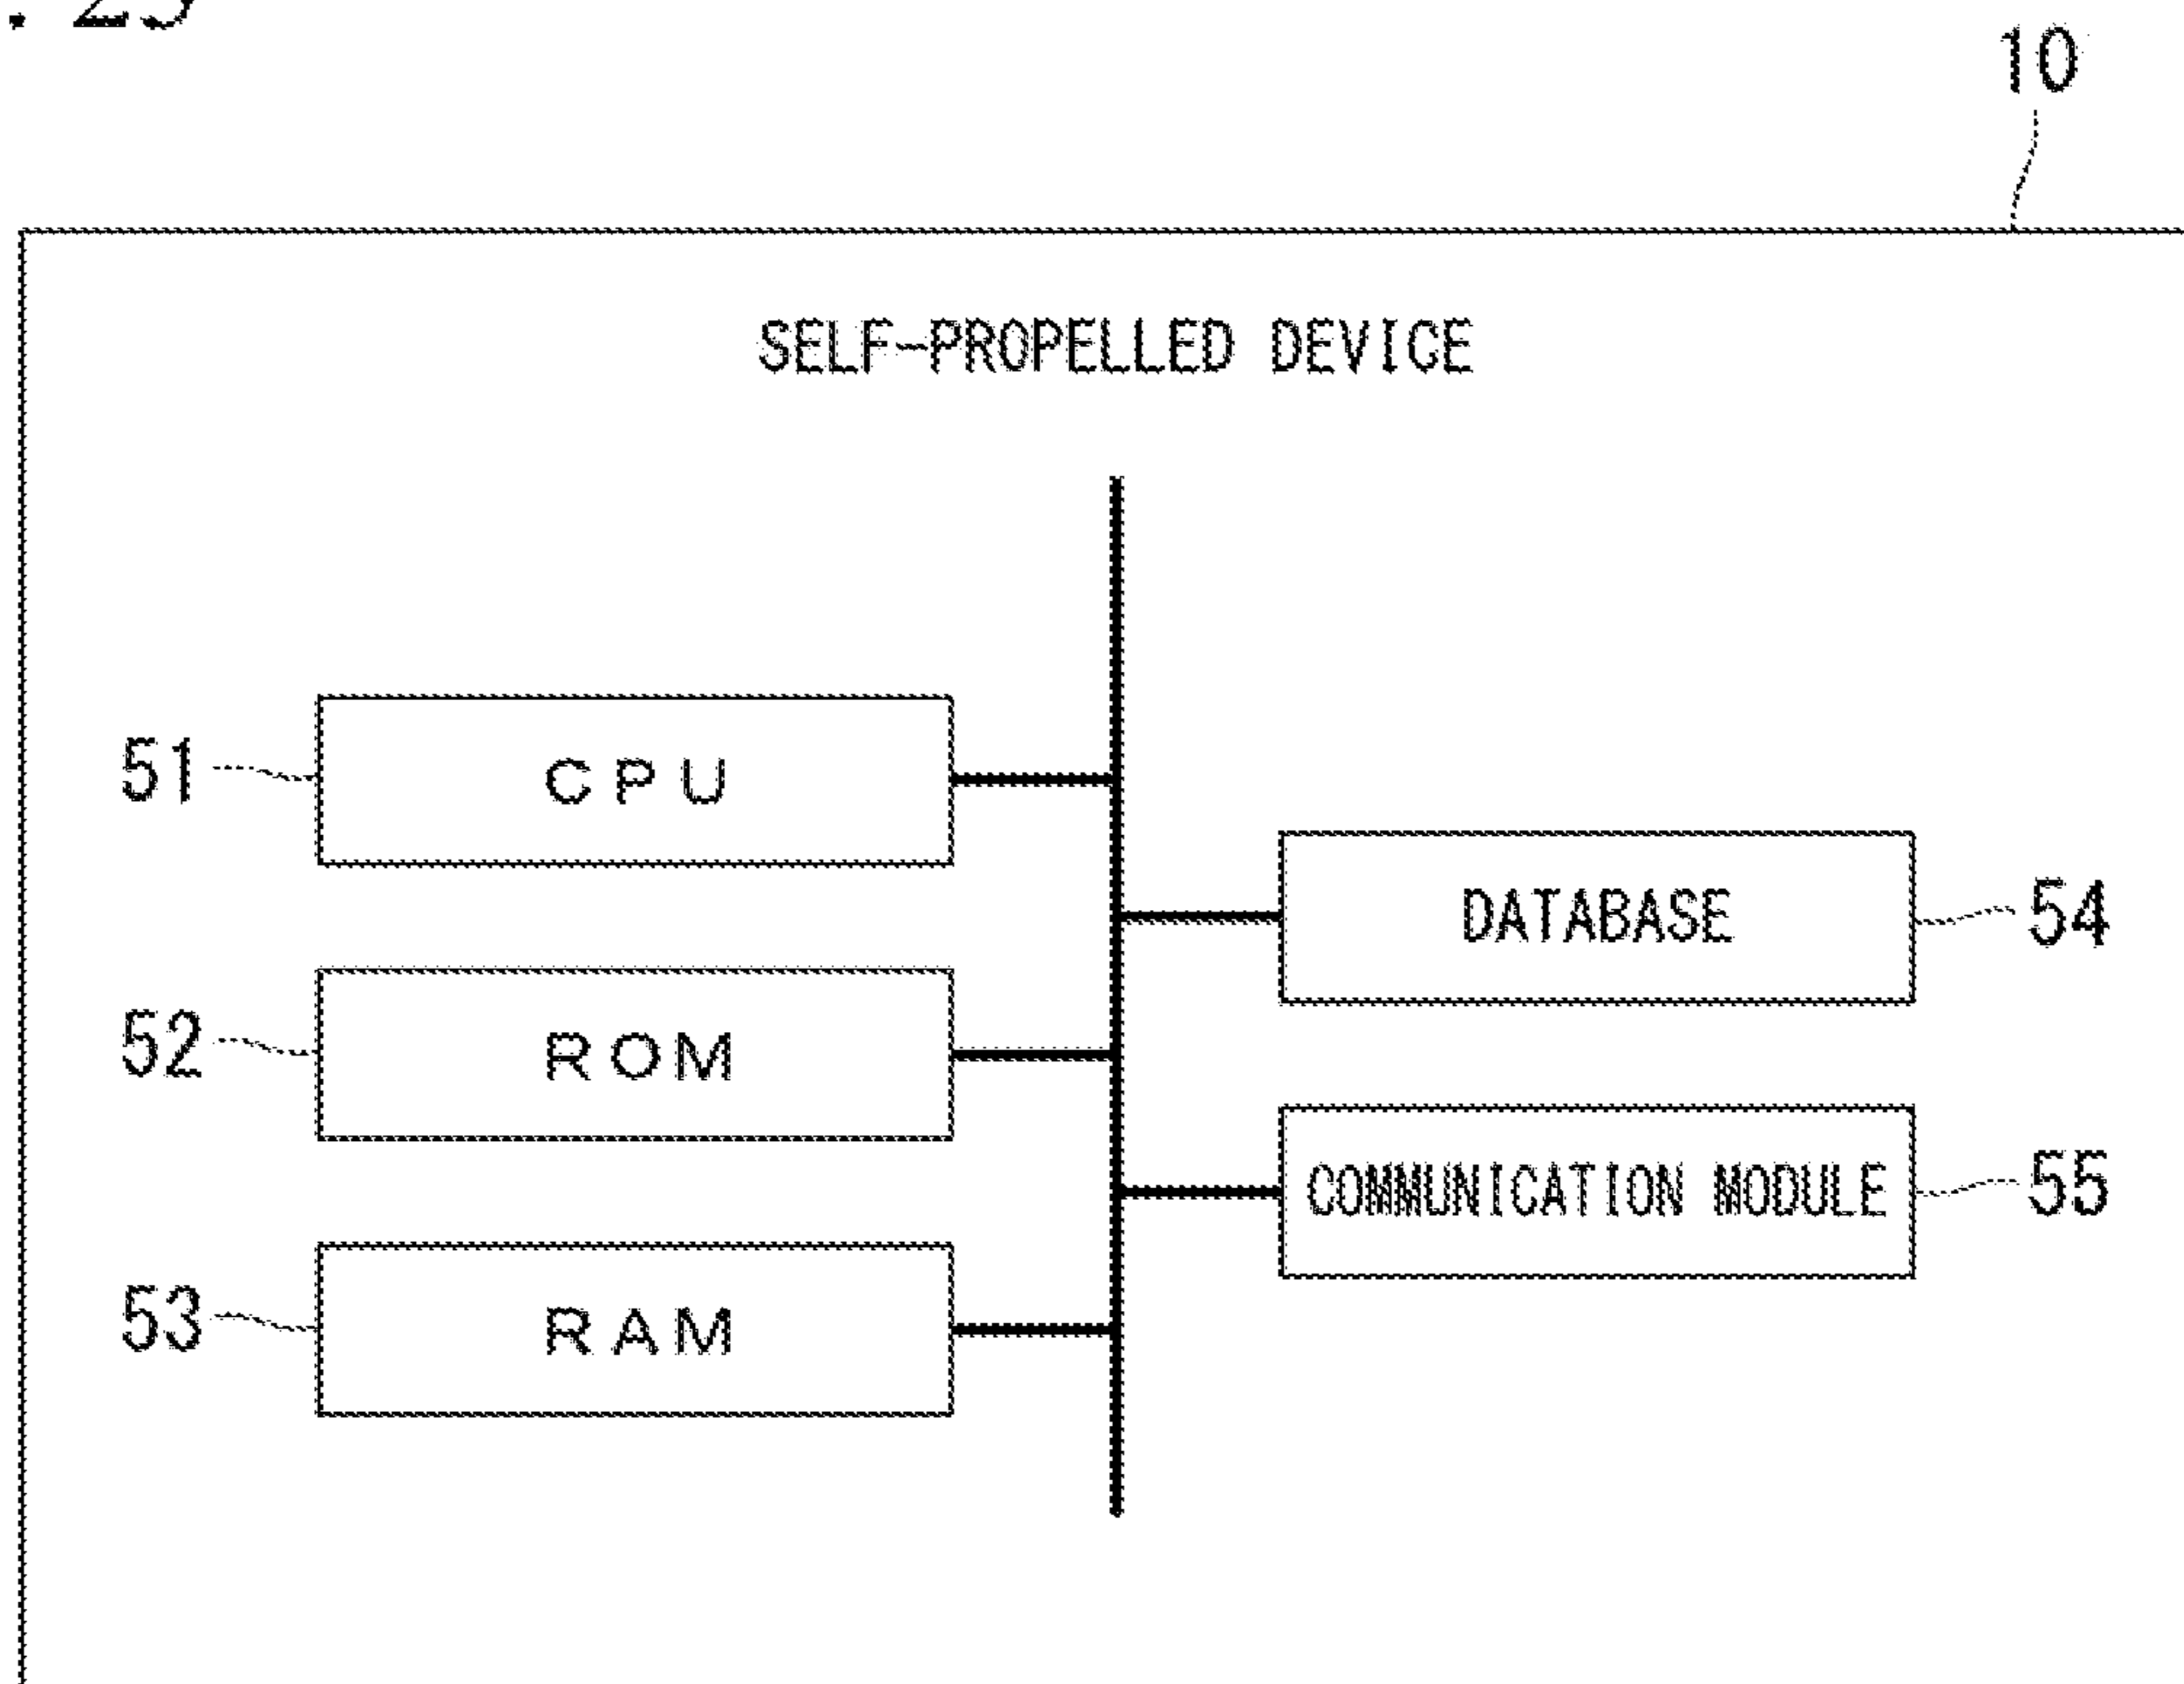 10
SELF-PROPELLED DEVICE
51 CPU
DATABASE 54
52 ROM
COMMUNICATION MODULE 55
53 RAM